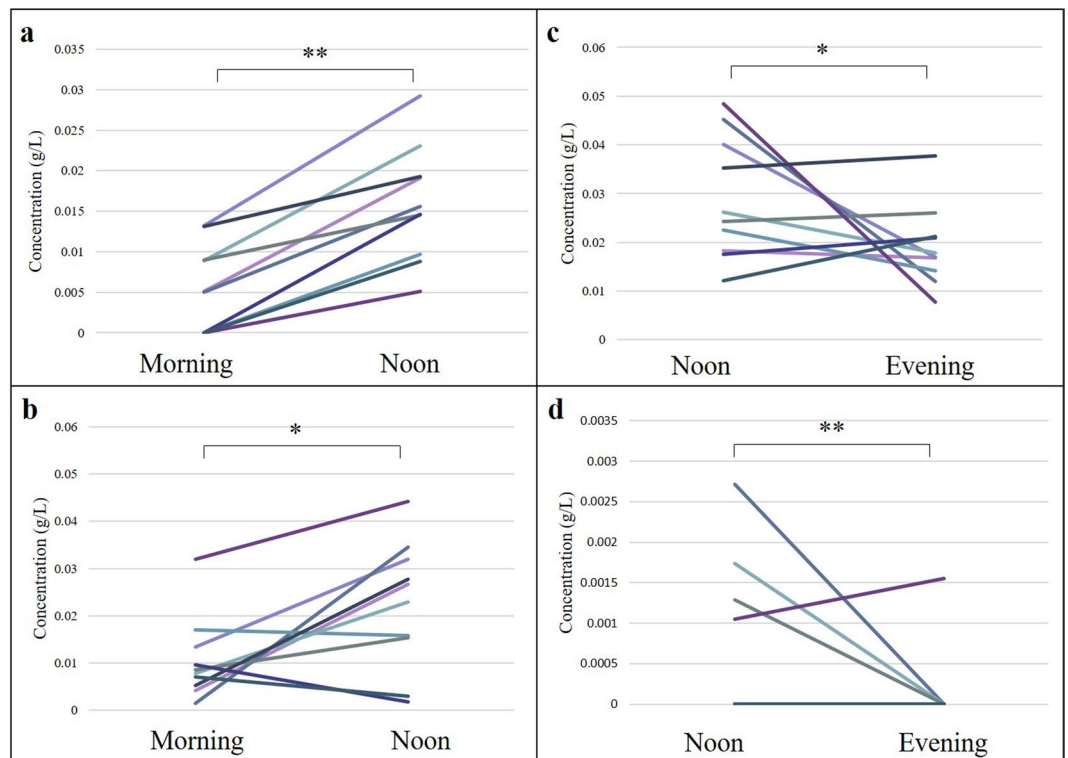 a
**
0.035
0.03
0.025
0.02
0.015
0.01
0.005
0
Concentration (g/L)
Morning Noon
c
*
0.06
0.05
0.04
0.03
0.02
0.01
0
Concentration (g/L)
Noon Evening
b
*
0.06
0.05
0.04
0.03
0.02
0.01
0
Concentration (g/L)
Morning Noon
d
**
0.0035
0.003
0.0025
0.002
0.0015
0.001
0.0005
0
Concentration (g/L)
Noon Evening